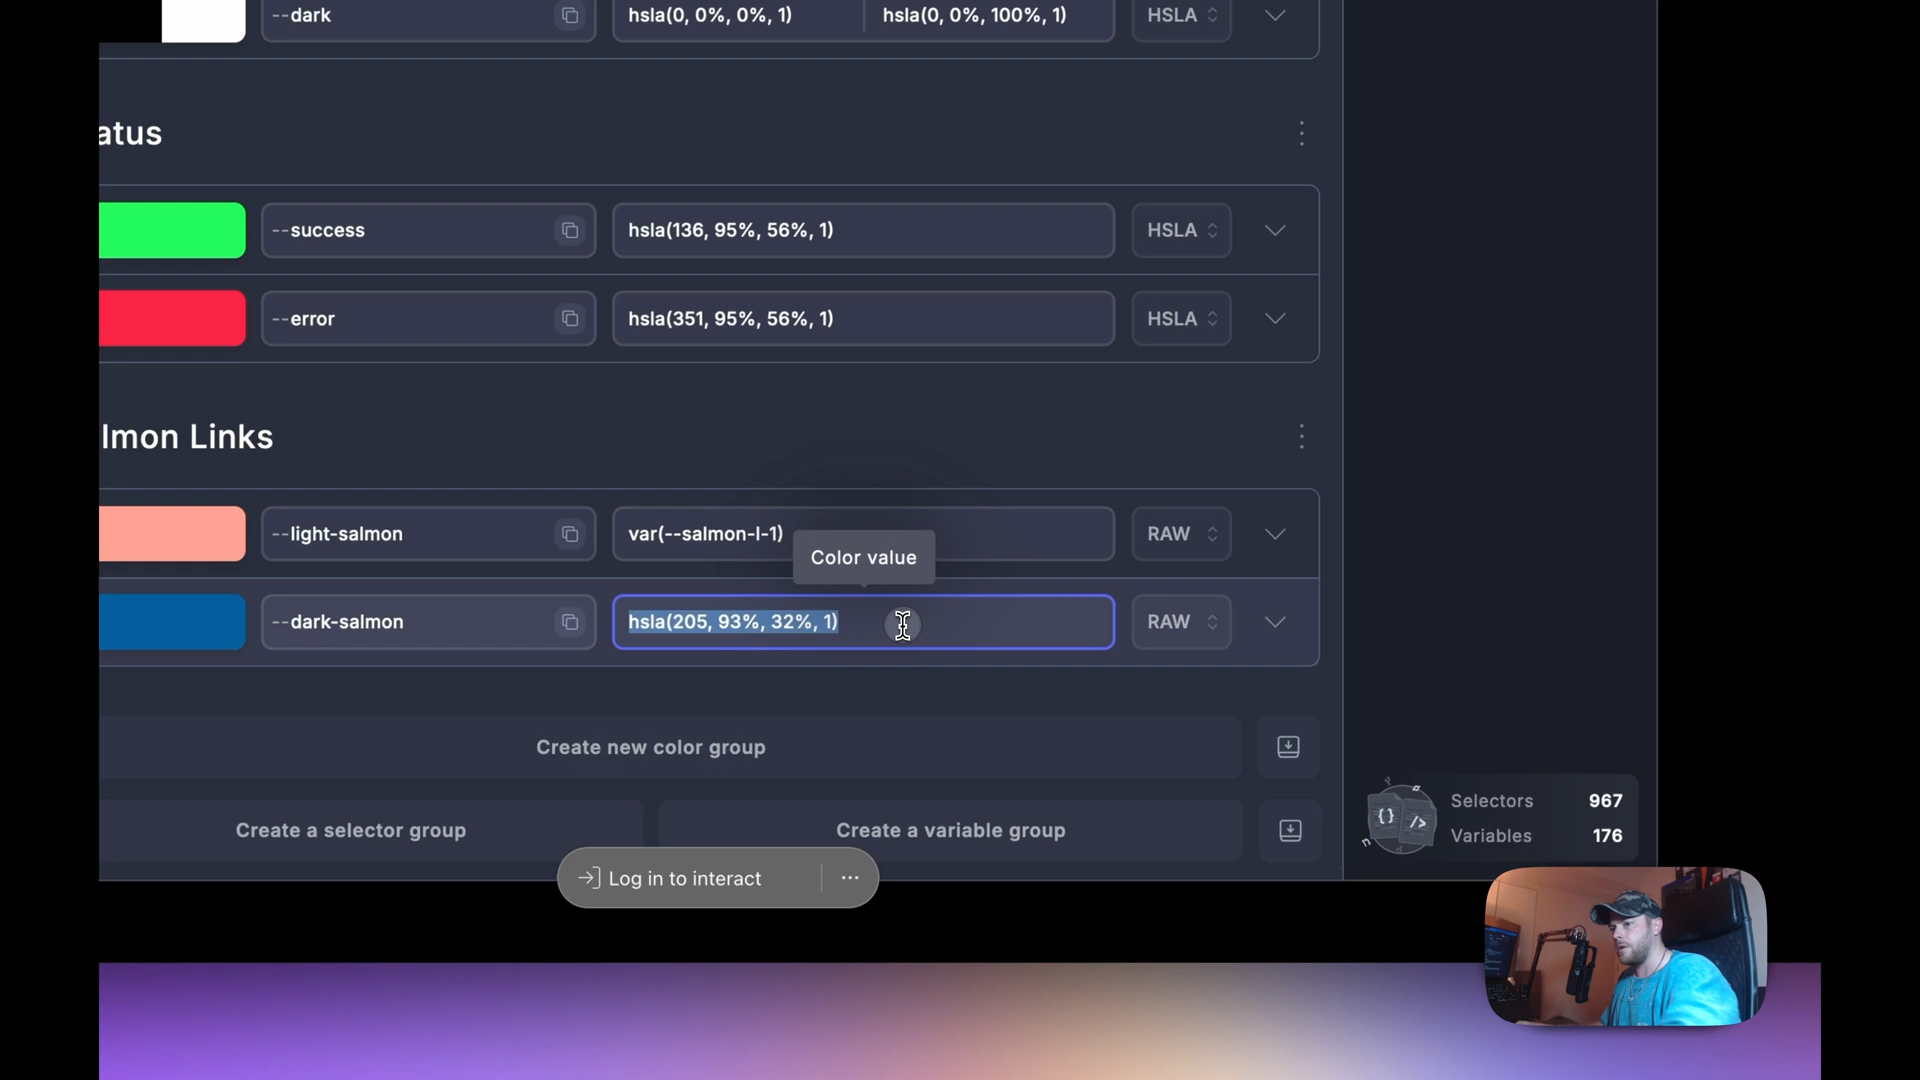 --dark
hsla(0, 0%, 0%, 1)
hsla(0, 0%, 100%, 1)
HSLA
atus
--success
hsla(136, 95%, 56%, 1)
HSLA
--error
hsla(351, 95%, 56%, 1)
HSLA
lmon Links
--light-salmon
var(--salmon-l-1)
RAW
Color value
--dark-salmon
hsla(205, 93%, 32%, 1)
RAW
Create new color group
Create a selector group
Create a variable group
Selectors 967
Variables 176
Log in to interact